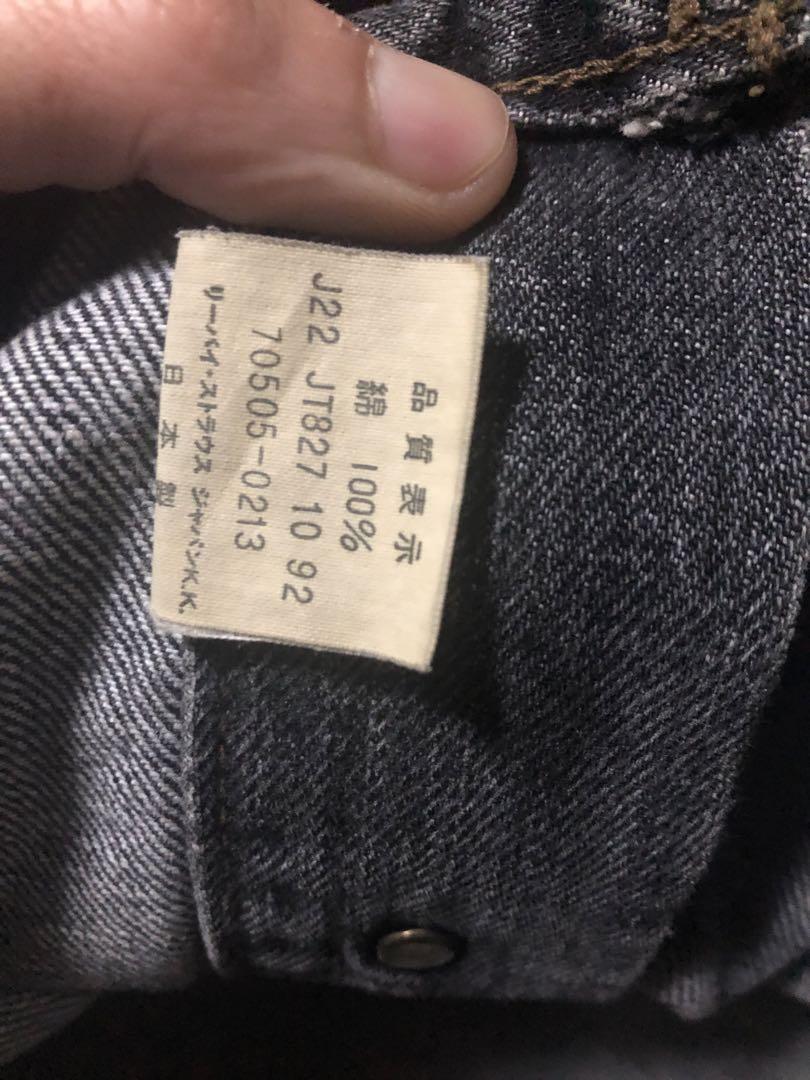 品質表示
綿 100%
J22 JT827 10 92
70505-0213
リーバイ・ストラウス ジャパンK.K.
日本製